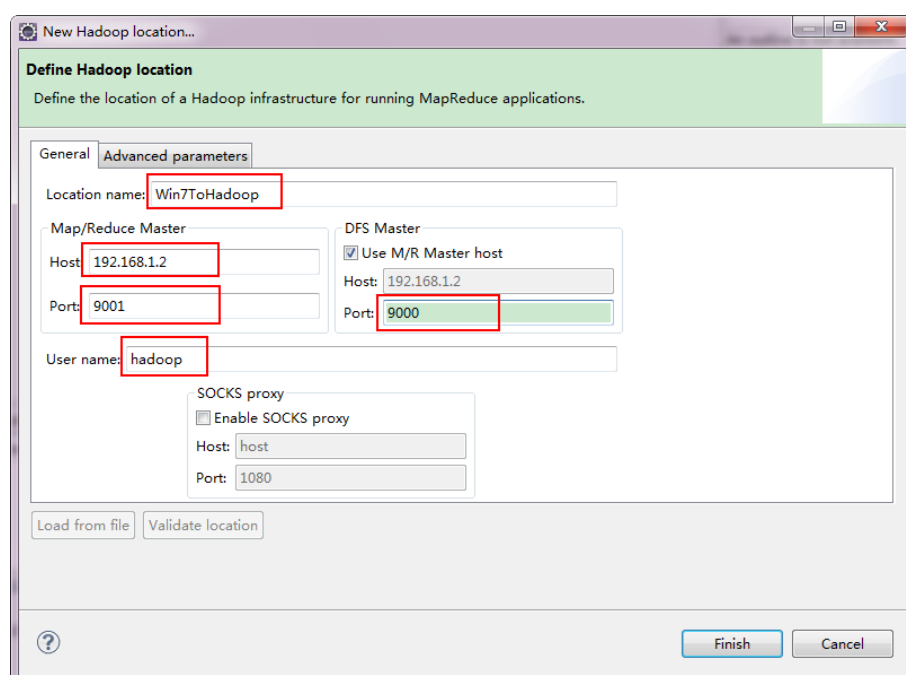 New Hadoop location...
Define Hadoop location
Define the location of a Hadoop infrastructure for running MapReduce applications.
General
Advanced parameters
Location name: Win7ToHadoop
Map/Reduce Master
Host: 192.168.1.2
Port: 9001
DFS Master
Use M/R Master host
Host: 192.168.1.2
Port: 9000
User name: hadoop
SOCKS proxy
Enable SOCKS proxy
Host: host
Port: 1080
Load from file
Validate location
Finish
Cancel